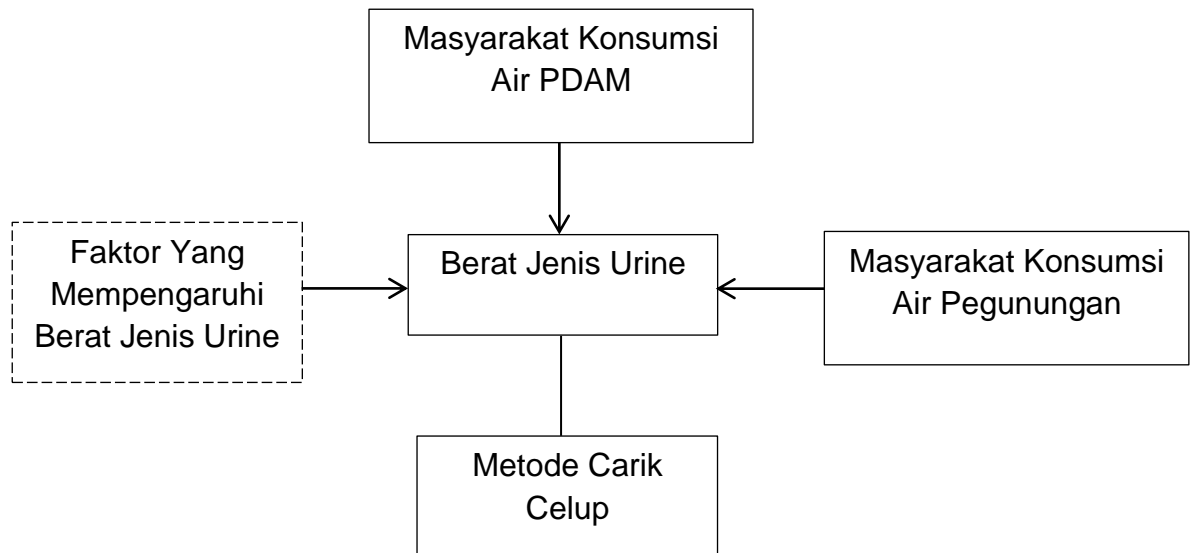 Masyarakat Konsumsi
Air PDAM
Faktor Yang
Mempengaruhi
Berat Jenis Urine
Berat Jenis Urine
Masyarakat Konsumsi
Air Pegunungan
Metode Carik
Celup